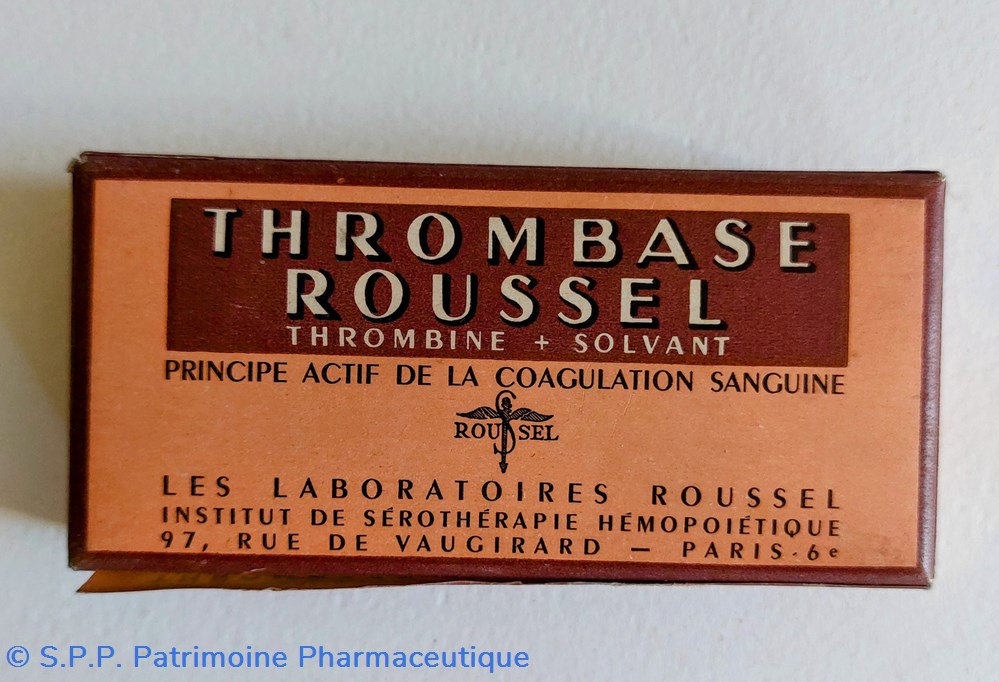 THROMBASE
ROUSSEL
THROMBINE + SOLVANT
PRINCIPE ACTIF DE LA COAGULATION SANGUINE
ROUSSEL
LES LABORATOIRES ROUSSEL
INSTITUT DE SÉROTHÉRAPIE HÉMOPOIÉTIQUE
97, RUE DE VAUGIRARD — PARIS-6e
© S.P.P. Patrimoine Pharmaceutique